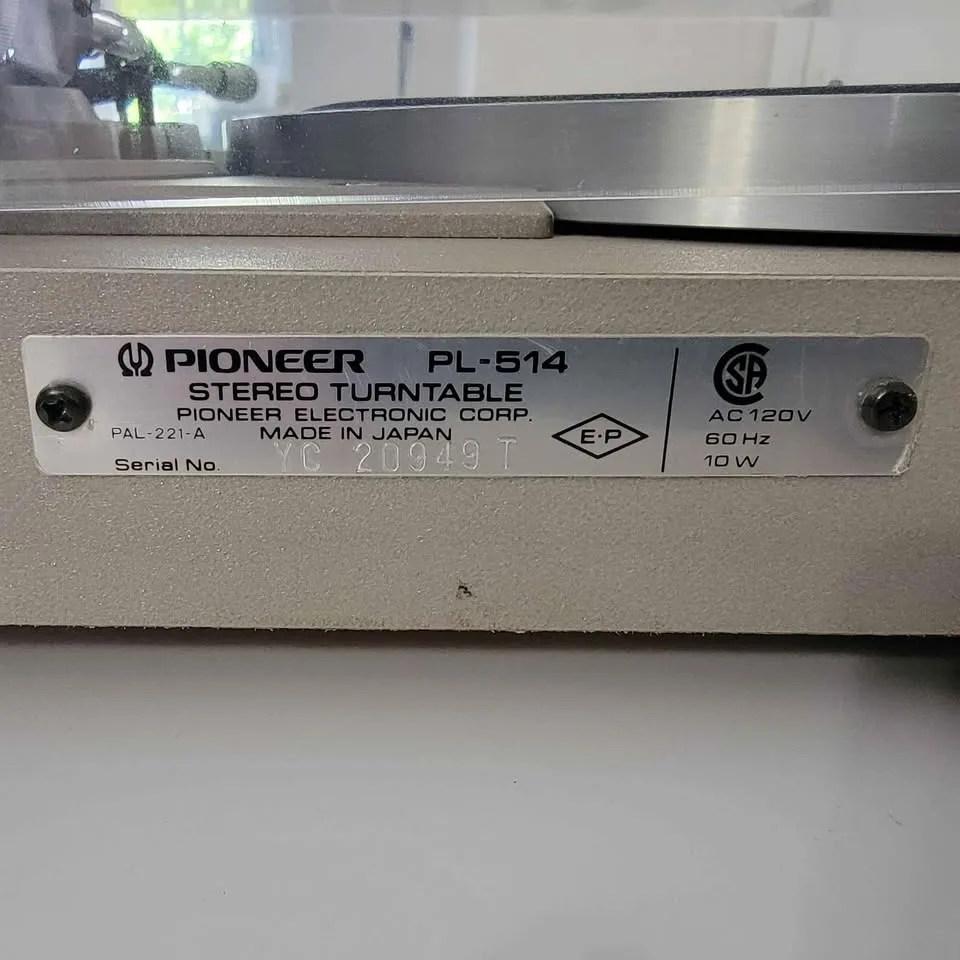 PIONEER PL-514
STEREO TURNTABLE
PIONEER ELECTRONIC CORP.
PAL-221-A MADE IN JAPAN
Serial No. YC 20949 T
E·P
CSA
AC 120V
60 Hz
10 W